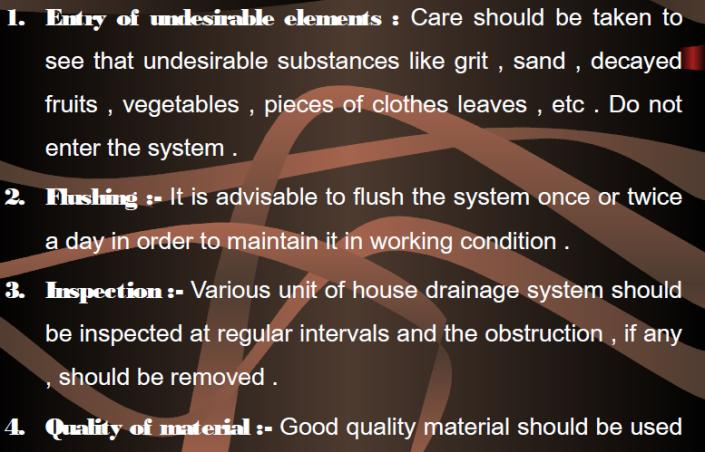 1. Entry of undesirable elements : Care should be taken to
see that undesirable substances like grit , sand , decayed
fruits , vegetables , pieces of clothes leaves , etc . Do not
enter the system .
2. Flushing :- It is advisable to flush the system once or twice
a day in order to maintain it in working condition .
3. Inspection :- Various unit of house drainage system should
be inspected at regular intervals and the obstruction , if any
, should be removed .
4. Quality of material :- Good quality material should be used